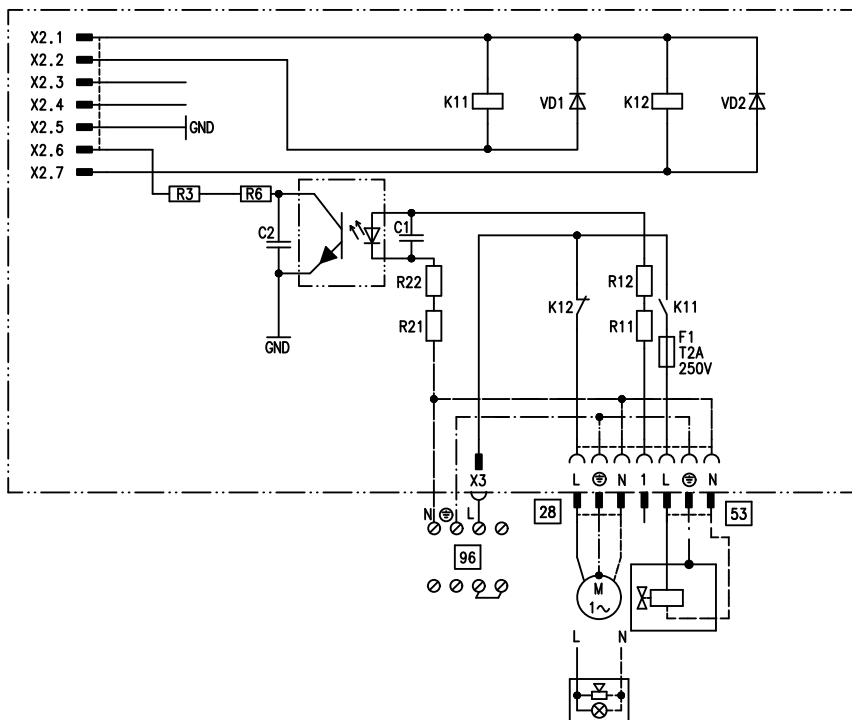 X2.1
X2.2
X2.3
X2.4
X2.5
X2.6
X2.7
GND
K11
VD1
K12
VD2
R3
R6
C2
C1
GND
R22
R21
K12
R12
R11
K11
F1
T2A
250V
X3
L
N
1
L
N
N
L
28
53
96
M
1~
L
N